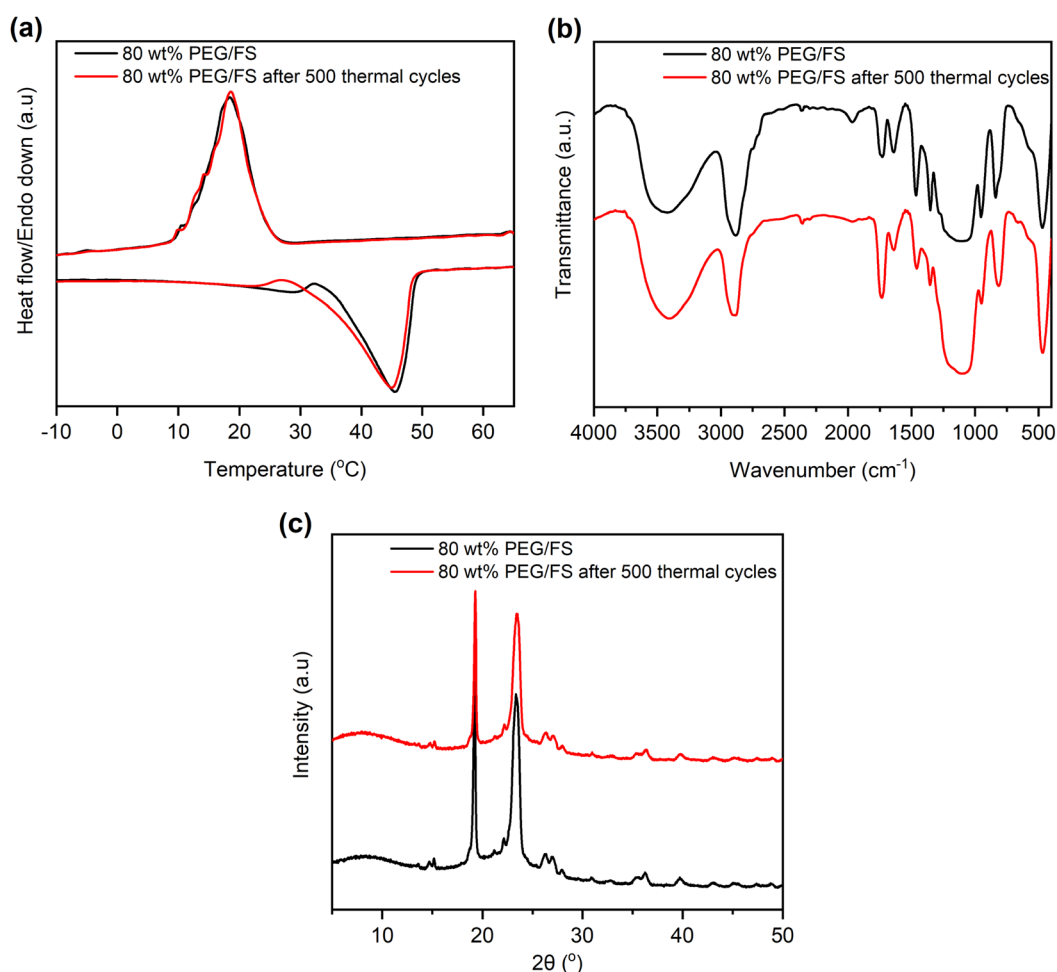 (a)
80 wt% PEG/FS
80 wt% PEG/FS after 500 thermal cycles
Heat flow/Endo down (a.u)
-10 0 10 20 30 40 50 60
Temperature (°C)
(b)
80 wt% PEG/FS
80 wt% PEG/FS after 500 thermal cycles
Transmittance (a.u.)
4000 3500 3000 2500 2000 1500 1000 500
Wavenumber (cm⁻¹)
(c)
80 wt% PEG/FS
80 wt% PEG/FS after 500 thermal cycles
Intensity (a.u)
10 20 30 40 50
2θ (°)